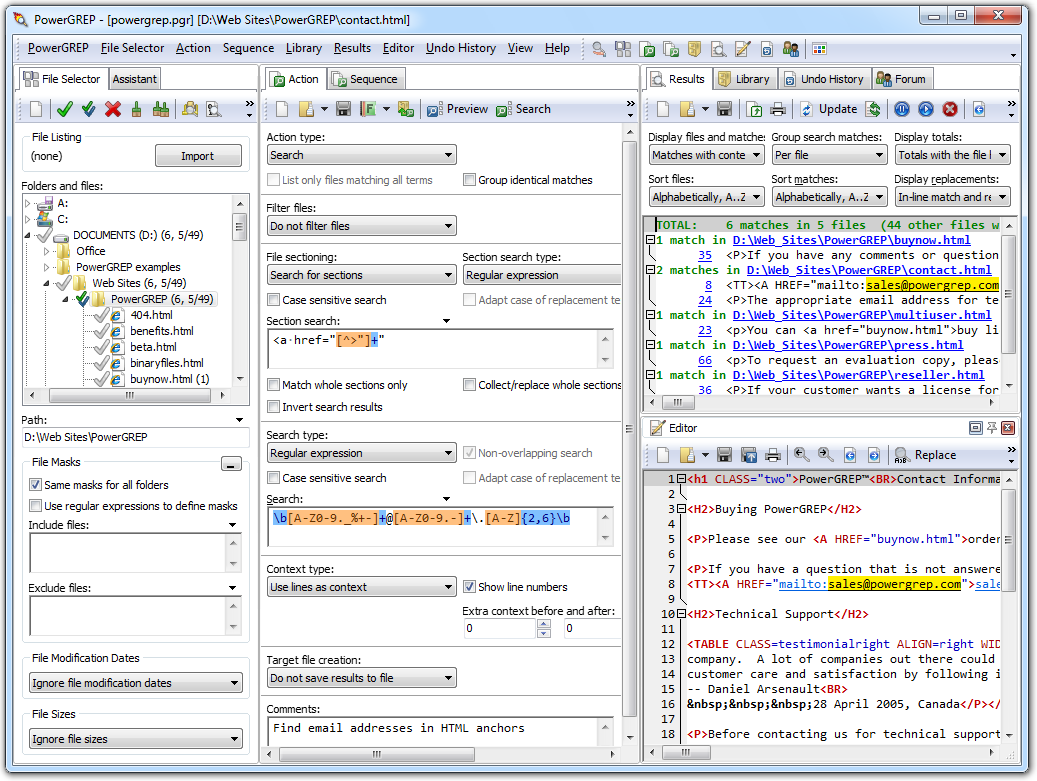 PowerGREP - [powergrep.pgr] [D:\Web Sites\PowerGREP\contact.html]
PowerGREP File Selector Action Sequence Library Results Editor Undo History View Help
File Selector Assistant
File Listing
(none) Import
Folders and files:
A:
C:
DOCUMENTS (D:) (6, 5/49)
Office
PowerGREP examples
Web Sites (6, 5/49)
PowerGREP (6, 5/49)
404.html
benefits.html
beta.html
binaryfiles.html
buynow.html (1)
Path:
D:\Web Sites\PowerGREP
File Masks
Same masks for all folders
Use regular expressions to define masks
Include files:
Exclude files:
File Modification Dates
Ignore file modification dates
File Sizes
Ignore file sizes
Action Sequence
Preview Search
Action type:
Search
List only files matching all terms Group identical matches
Filter files:
Do not filter files
File sectioning: Section search type:
Search for sections Regular expression
Case sensitive search Adapt case of replacement te
Section search:
<a·href="[^>"]+"
Match whole sections only Collect/replace whole sections
Invert search results
Search type:
Regular expression Non-overlapping search
Case sensitive search Adapt case of replacement te
Search:
\b[A-Z0-9._%+-]+@[A-Z0-9.-]+\.[A-Z]{2,6}\b
Context type:
Use lines as context Show line numbers
Extra context before and after:
0 0
Target file creation:
Do not save results to file
Comments:
Find email addresses in HTML anchors
Results Library Undo History Forum
Update
Display files and matches Group search matches: Display totals:
Matches with conte Per file Totals with the file l
Sort files: Sort matches: Display replacements:
Alphabetically, A..Z Alphabetically, A..Z In-line match and re
TOTAL: 6 matches in 5 files (44 other files w
1 match in D:\Web_Sites\PowerGREP\buynow.html
35 <P>If you have any comments or question
2 matches in D:\Web_Sites\PowerGREP\contact.html
8 <TT><A HREF="mailto:sales@powergrep.com
24 <P>The appropriate email address for te
1 match in D:\Web_Sites\PowerGREP\multiuser.html
23 <p>You can <a href="buynow.html">buy li
1 match in D:\Web_Sites\PowerGREP\press.html
66 <p>To request an evaluation copy, pleas
1 match in D:\Web_Sites\PowerGREP\reseller.html
36 <P>If your customer wants a license for
Editor
Replace
1 <h1 CLASS="two">PowerGREP™<BR>Contact Informa
2
3 <H2>Buying PowerGREP</H2>
4
5 <P>Please see our <A HREF="buynow.html">order
6
7 <P>If you have a question that is not answere
8 <TT><A HREF="mailto:sales@powergrep.com">sale
9
10 <H2>Technical Support</H2>
11
12 <TABLE CLASS=testimonialright ALIGN=right WID
13 company. A lot of companies out there could
14 customer care and satisfaction by following i
15 -- Daniel Arsenault<BR>
16 &nbsp;&nbsp;&nbsp;28 April 2005, Canada</P></
17
18 <P>Before contacting us for technical support